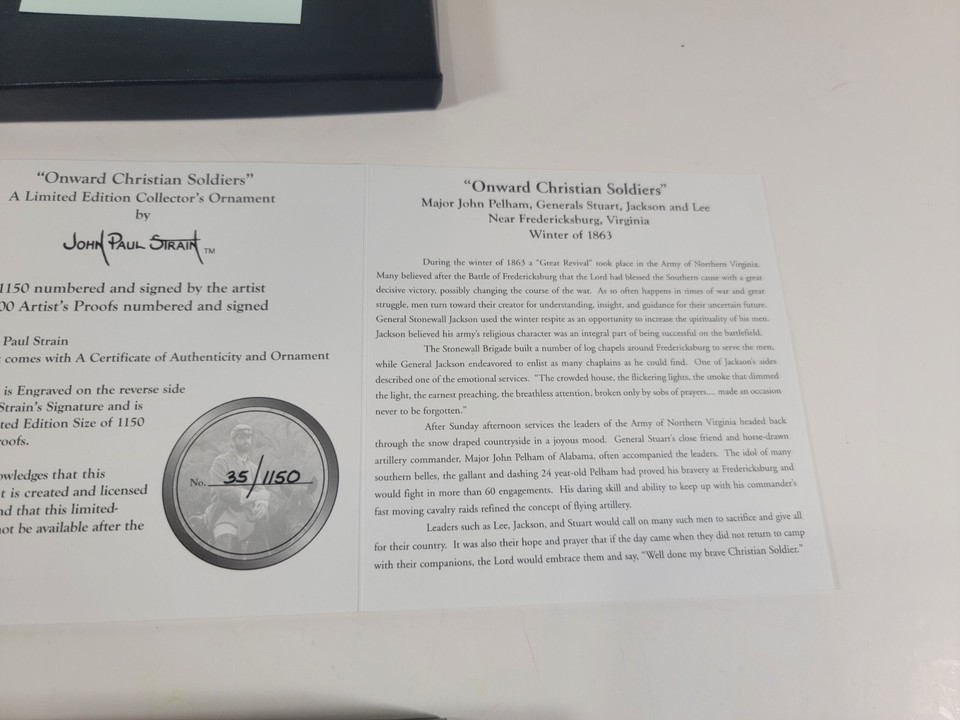 "Onward Christian Soldiers"
A Limited Edition Collector's Ornament
by
John Paul Strain TM
1150 numbered and signed by the artist
00 Artist's Proofs numbered and signed
Paul Strain
comes with A Certificate of Authenticity and Ornament
is Engraved on the reverse side
Strain's Signature and is
ted Edition Size of 1150
roofs.
wledges that this
t is created and licensed
nd that this limited-
not be available after the
No. 35/1150
"Onward Christian Soldiers"
Major John Pelham, Generals Stuart, Jackson and Lee
Near Fredericksburg, Virginia
Winter of 1863
During the winter of 1863 a "Great Revival" took place in the Army of Northern Virginia.
Many believed after the Battle of Fredericksburg that the Lord had blessed the Southern cause with a great
decisive victory, possibly changing the course of the war. As so often happens in times of war and great
struggle, men turn toward their creator for understanding, insight, and guidance for their uncertain future.
General Stonewall Jackson used the winter respite as an opportunity to increase the spirituality of his men.
Jackson believed his army's religious character was an integral part of being successful on the battlefield.
The Stonewall Brigade built a number of log chapels around Fredericksburg to serve the men,
while General Jackson endeavored to enlist as many chaplains as he could find. One of Jackson's aides
described one of the emotional services. "The crowded house, the flickering lights, the smoke that dimmed
the light, the earnest preaching, the breathless attention, broken only by sobs of prayers.... made an occasion
never to be forgotten."
After Sunday afternoon services the leaders of the Army of Northern Virginia headed back
through the snow draped countryside in a joyous mood. General Stuart's close friend and horse-drawn
artillery commander, Major John Pelham of Alabama, often accompanied the leaders. The idol of many
southern belles, the gallant and dashing 24 year-old Pelham had proved his bravery at Fredericksburg and
would fight in more than 60 engagements. His daring skill and ability to keep up with his commander's
fast moving cavalry raids refined the concept of flying artillery.
Leaders such as Lee, Jackson, and Stuart would call on many such men to sacrifice and give all
for their country. It was also their hope and prayer that if the day came when they did not return to camp
with their companions, the Lord would embrace them and say, "Well done my brave Christian Soldier."